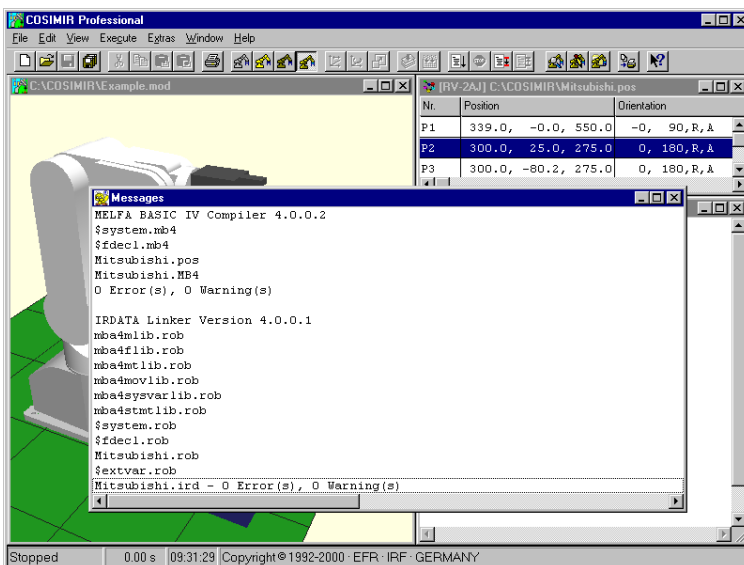 COSIMIR Professional
File Edit View Execute Extras Window Help
C:\COSIMIR\Example.mod
[RV-2AJ] C:\COSIMIR\Mitsubishi.pos
Nr. Position Orientation
P1 339.0, -0.0, 550.0 -0, 90,R,A
P2 300.0, 25.0, 275.0 0, 180,R,A
P3 300.0, -80.2, 275.0 0, 180,R,A
Messages
MELFA BASIC IV Compiler 4.0.0.2
$system.mb4
$fdecl.mb4
Mitsubishi.pos
Mitsubishi.MB4
0 Error(s), 0 Warning(s)
IRDATA Linker Version 4.0.0.1
mba4mlib.rob
mba4flib.rob
mba4mtlib.rob
mba4movlib.rob
mba4sysvarlib.rob
mba4stmtlib.rob
$system.rob
$fdecl.rob
Mitsubishi.rob
$extvar.rob
Mitsubishi.ird - 0 Error(s), 0 Warning(s)
Stopped 0.00 s 09:31:29 Copyright © 1992-2000 · EFR · IRF · GERMANY